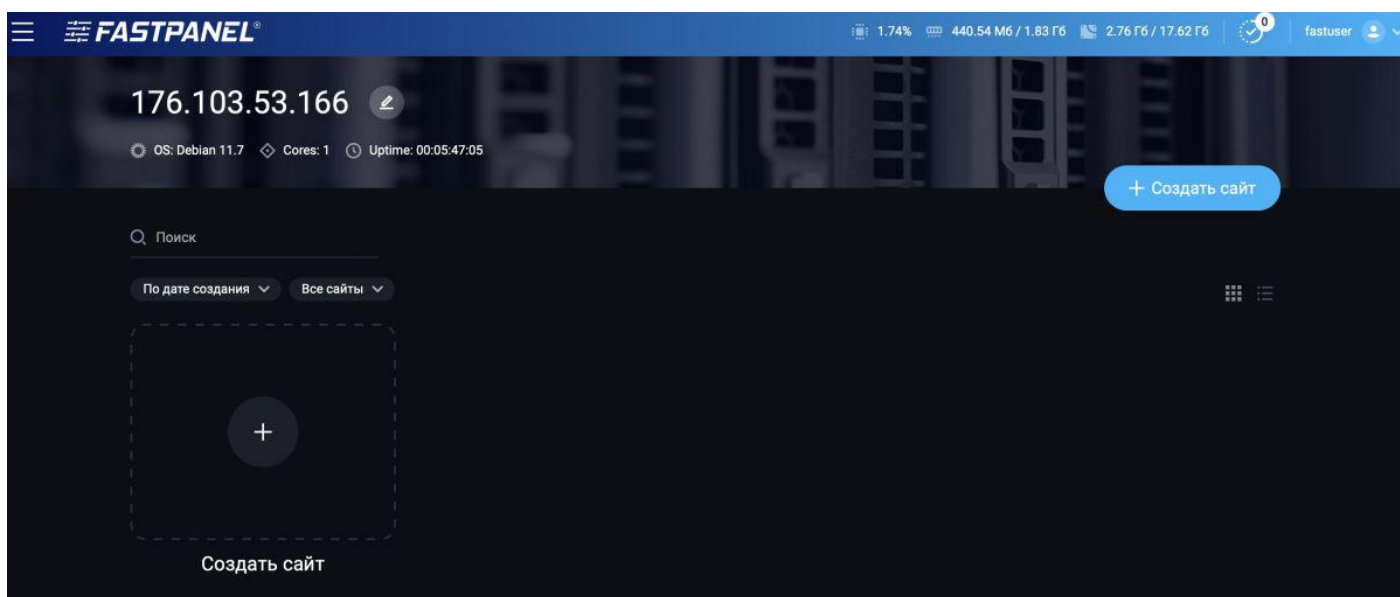 FASTPANEL®
1.74% 440.54 Мб / 1.83 Гб 2.76 Гб / 17.62 Гб 0 fastuser
176.103.53.166
OS: Debian 11.7 Cores: 1 Uptime: 00:05:47:05
+ Создать сайт
Поиск
По дате создания Все сайты
Создать сайт